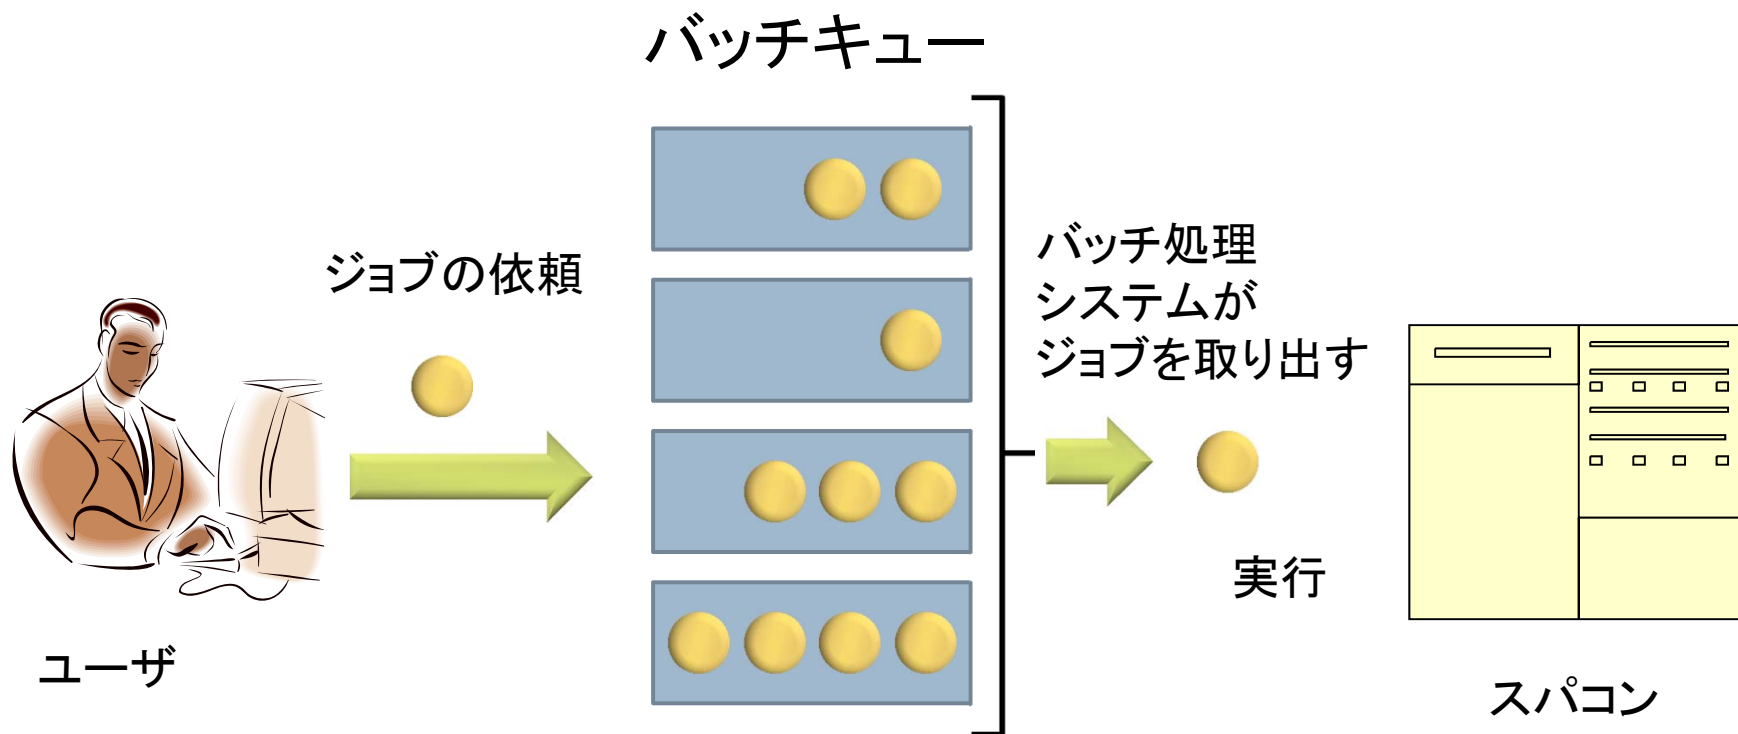 バッチキュー
ジョブの依頼
バッチ処理
システムが
ジョブを取り出す
実行
ユーザ
スパコン